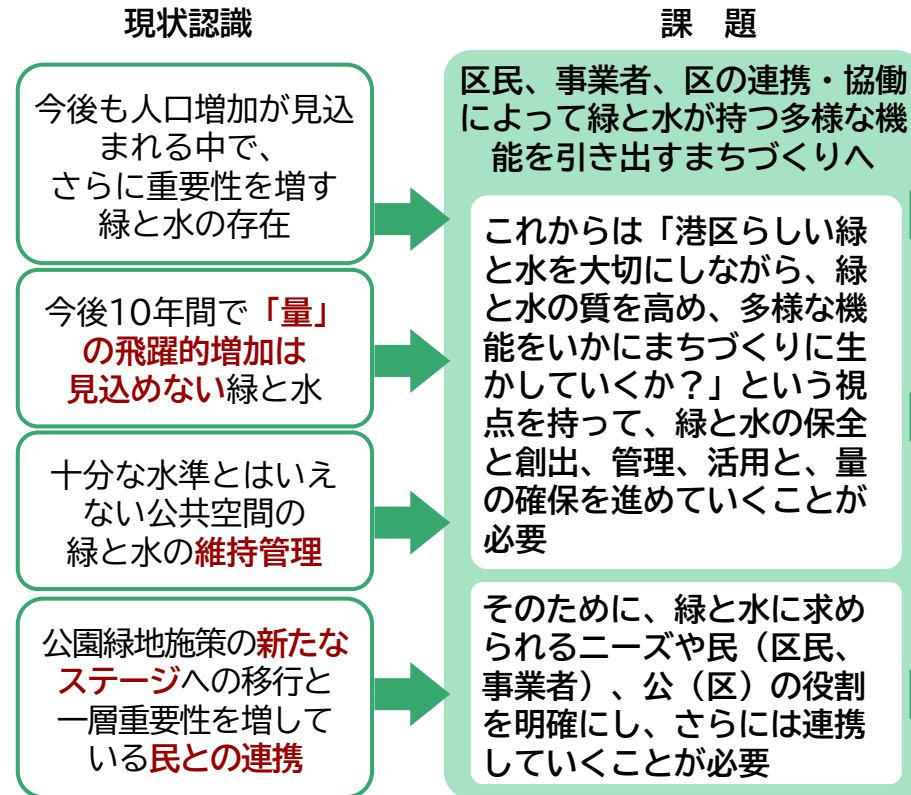 現状認識
今後も人口増加が見込
まれる中で、
さらに重要性を増す
緑と水の存在
今後10年間で「量」
の飛躍的増加は
見込めない緑と水
十分な水準とはいえ
ない公共空間の
緑と水の維持管理
公園緑地施策の新たな
ステージへの移行と
一層重要性を増して
いる民との連携
課　題
区民、事業者、区の連携・協働
によって緑と水が持つ多様な機
能を引き出すまちづくりへ
これからは「港区らしい緑
と水を大切にしながら、緑
と水の質を高め、多様な機
能をいかにまちづくりに生
かしていくか？」という視
点を持って、緑と水の保全
と創出、管理、活用と、量
の確保を進めていくことが
必要
そのために、緑と水に求め
られるニーズや民（区民、
事業者）、公（区）の役割
を明確にし、さらには連携
していくことが必要